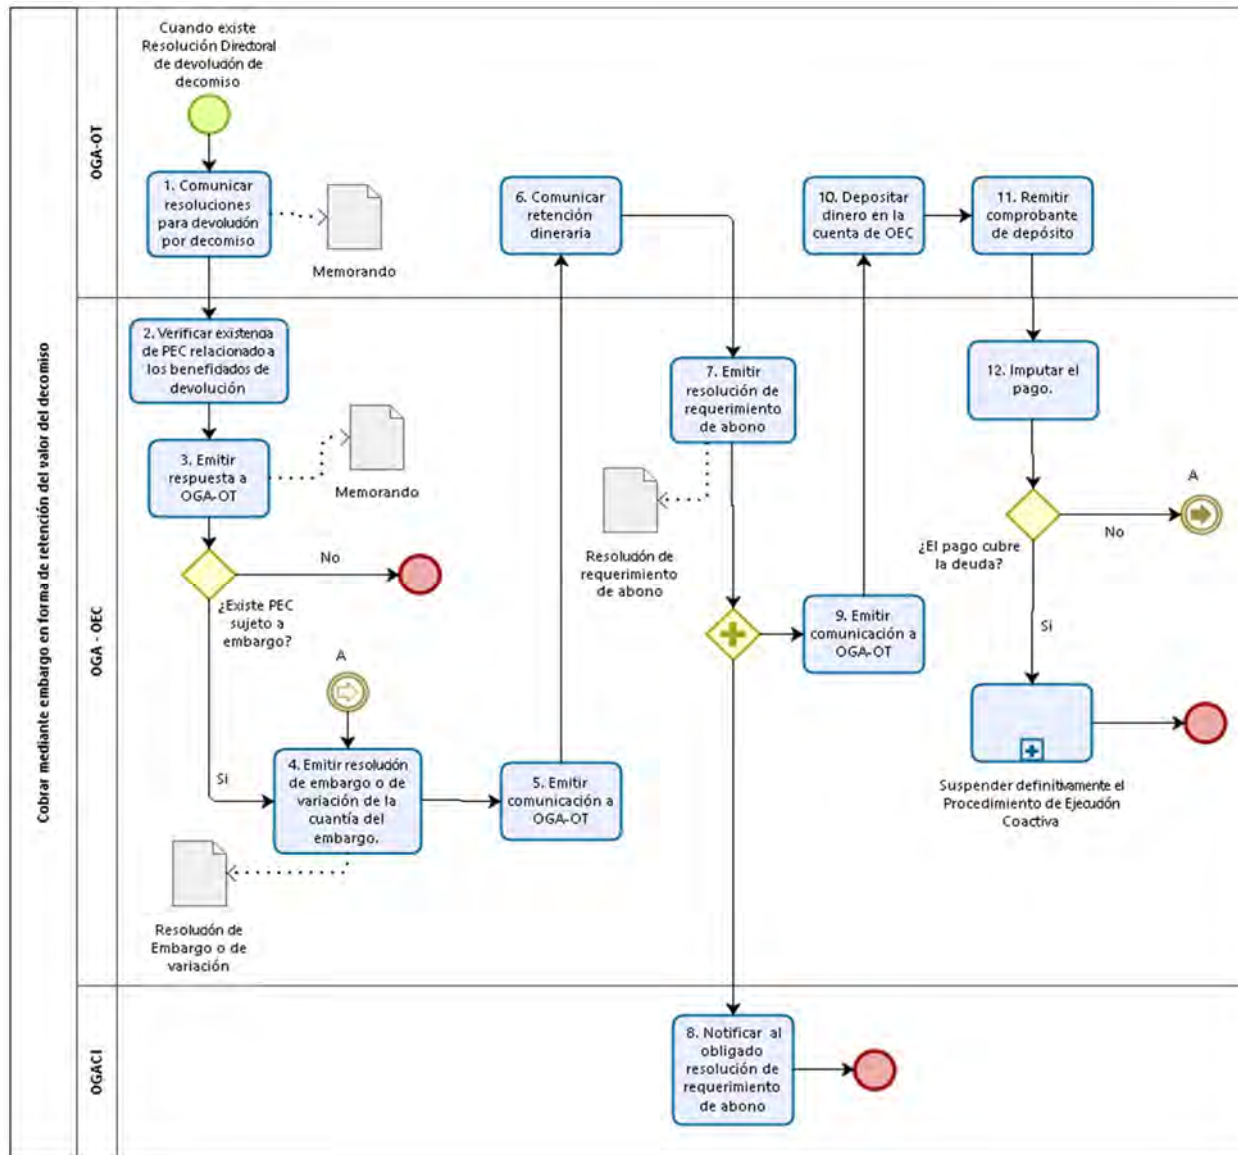 Cobrar mediante embargo en forma de retención del valor del decomiso
OGA-OT
Cuando existe
Resolución Directoral
de devolución de
decomiso
1. Comunicar
resoluciones
para devolución
por decomiso
Memorando
6. Comunicar
retención
dineraria
10. Depositar
dinero en la
cuenta de OEC
11. Remitir
comprobante
de depósito
OGA - OEC
2. Verificar existencia
de PEC relacionado a
los beneficiados de
devolución
3. Emitir
respuesta a
OGA-OT
Memorando
No
¿Existe PEC
sujeto a
embargo?
Si
A
4. Emitir resolución
de embargo o de
variación de la
cuantía del
embargo.
Resolución de
Embargo o de
variación
5. Emitir
comunicación a
OGA-OT
7. Emitir
resolución de
requerimiento
de abono
Resolución de
requerimiento
de abono
9. Emitir
comunicación a
OGA-OT
12. Imputar el
pago.
¿El pago cubre
la deuda?
No
A
Si
Suspender definitivamente el
Procedimiento de Ejecución
Coactiva
OGACI
8. Notificar al
obligado
resolución de
requerimiento
de abono